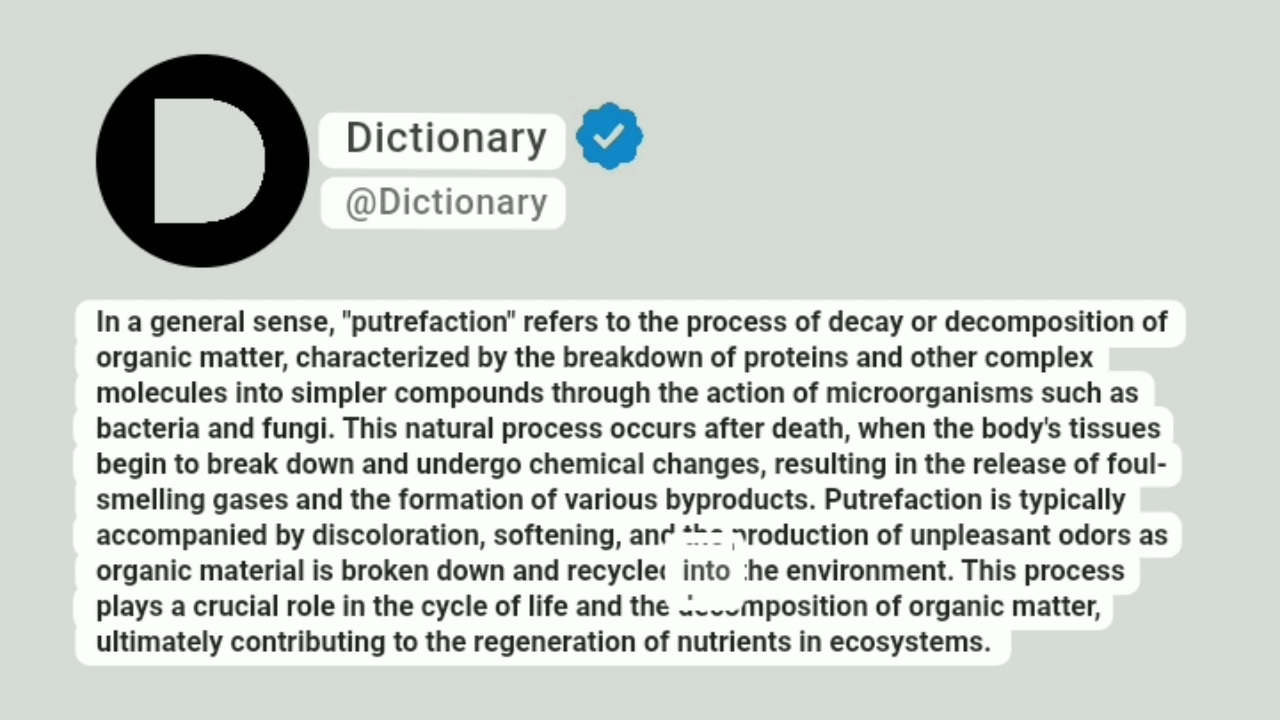 D
Dictionary
@Dictionary
In a general sense, "putrefaction" refers to the process of decay or decomposition of
organic matter, characterized by the breakdown of proteins and other complex
molecules into simpler compounds through the action of microorganisms such as
bacteria and fungi. This natural process occurs after death, when the body's tissues
begin to break down and undergo chemical changes, resulting in the release of foul-
smelling gases and the formation of various byproducts. Putrefaction is typically
accompanied by discoloration, softening, and the production of unpleasant odors as
organic material is broken down and recycled into the environment. This process
plays a crucial role in the cycle of life and the decomposition of organic matter,
ultimately contributing to the regeneration of nutrients in ecosystems.